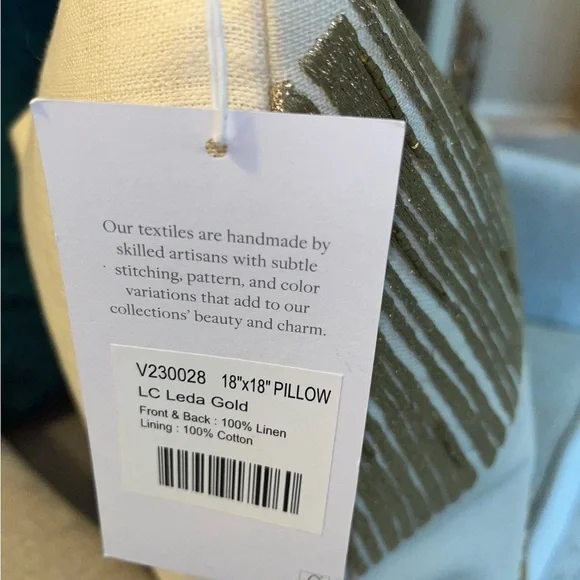 Our textiles are handmade by
skilled artisans with subtle
stitching, pattern, and color
variations that add to our
collections' beauty and charm.
V230028 18"x18" PILLOW
LC Leda Gold
Front & Back : 100% Linen
Lining : 100% Cotton